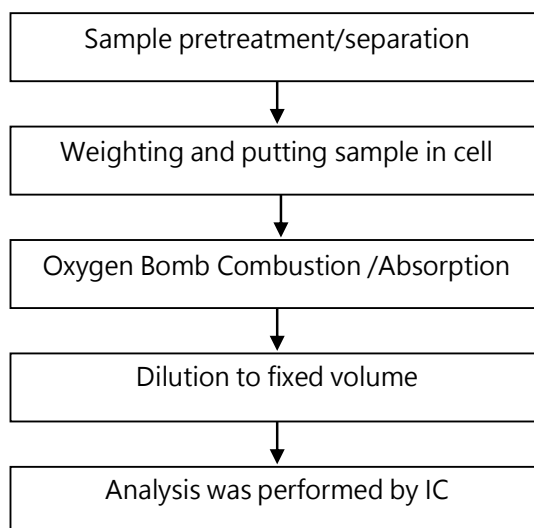 Sample pretreatment/separation
Weighting and putting sample in cell
Oxygen Bomb Combustion /Absorption
Dilution to fixed volume
Analysis was performed by IC